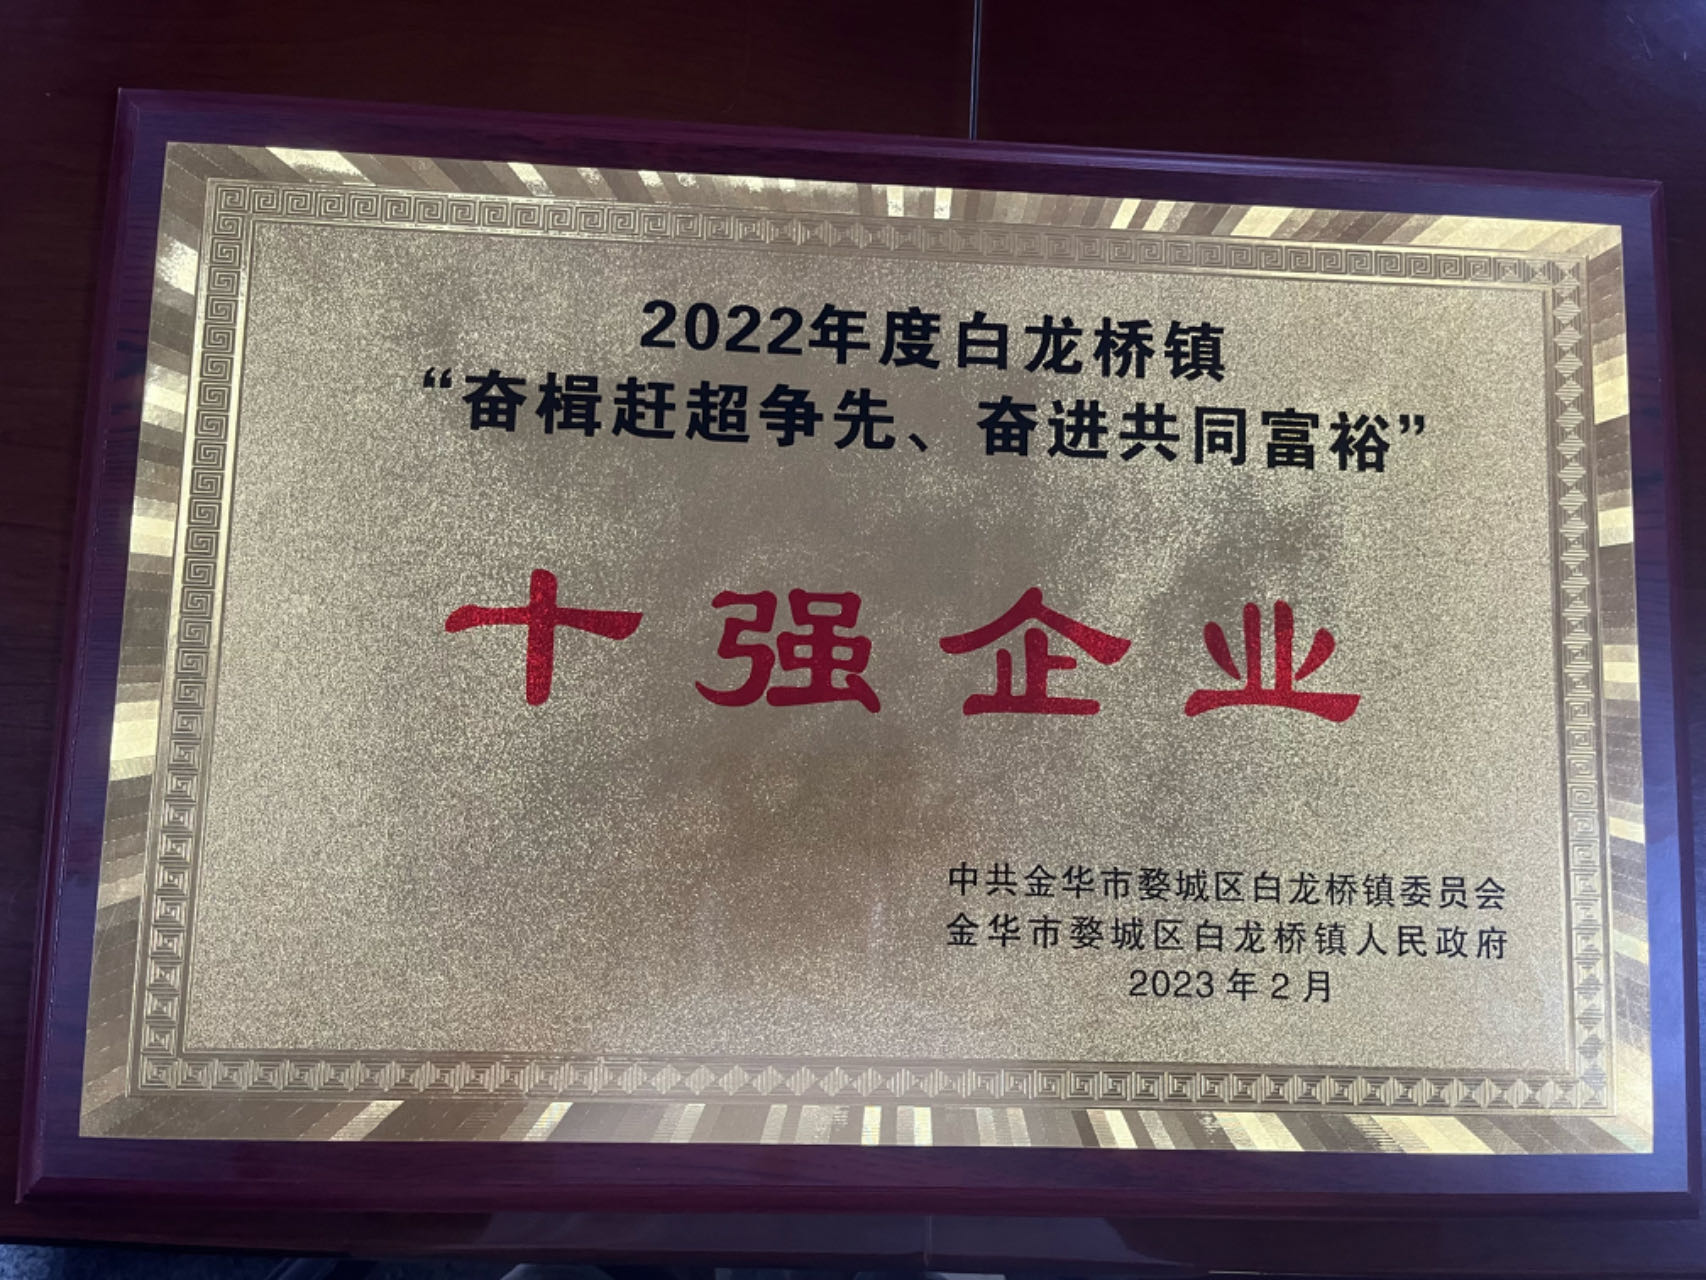 2022年度白龙桥镇
“奋楫赶超争先、奋进共同富裕”
十强企业
中共金华市婺城区白龙桥镇委员会
金华市婺城区白龙桥镇人民政府
2023年2月